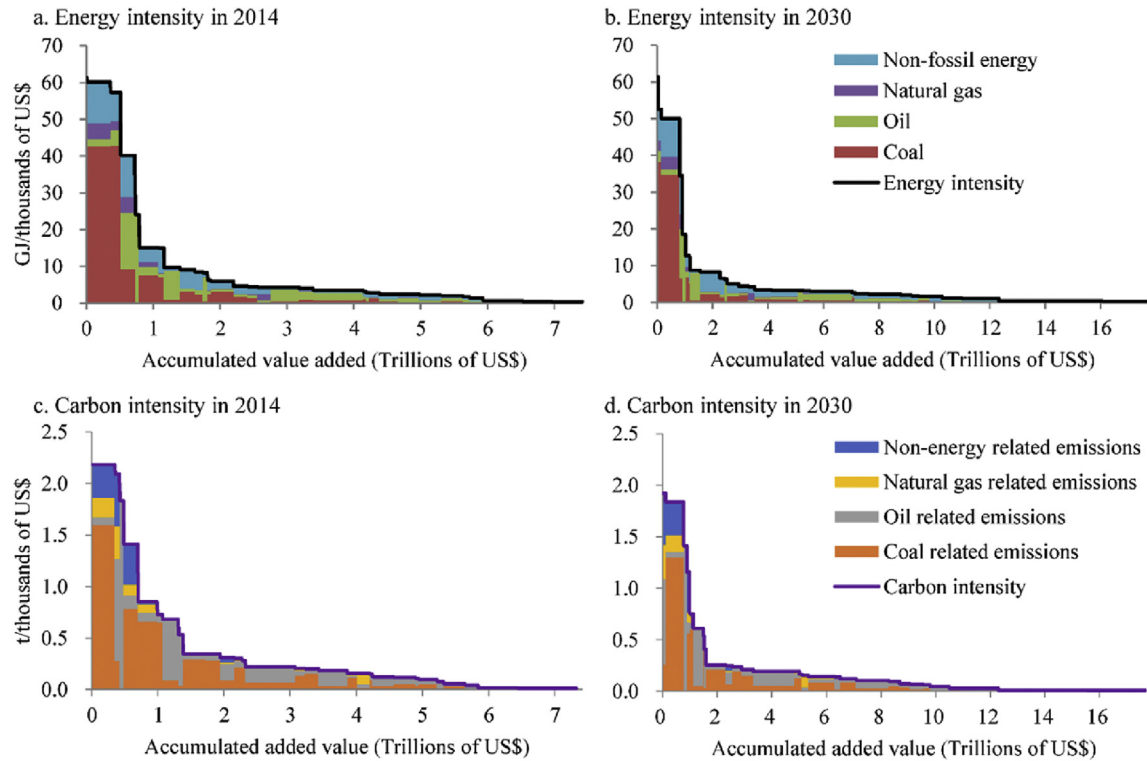 a. Energy intensity in 2014
70
60
50
40
30
20
10
0
GJ/thousands of US$
0 1 2 3 4 5 6 7
Accumulated value added (Trillions of US$)
b. Energy intensity in 2030
70
60
50
40
30
20
10
0
Non-fossil energy
Natural gas
Oil
Coal
Energy intensity
0 2 4 6 8 10 12 14 16
Accumulated value added (Trillions of US$)
c. Carbon intensity in 2014
2.5
2.0
1.5
1.0
0.5
0.0
t/thousands of US$
0 1 2 3 4 5 6 7
Accumulated added value (Trillions of US$)
d. Carbon intensity in 2030
2.5
2.0
1.5
1.0
0.5
0.0
Non-energy related emissions
Natural gas related emissions
Oil related emissions
Coal related emissions
Carbon intensity
0 2 4 6 8 10 12 14 16
Accumulated added value (Trillions of US$)